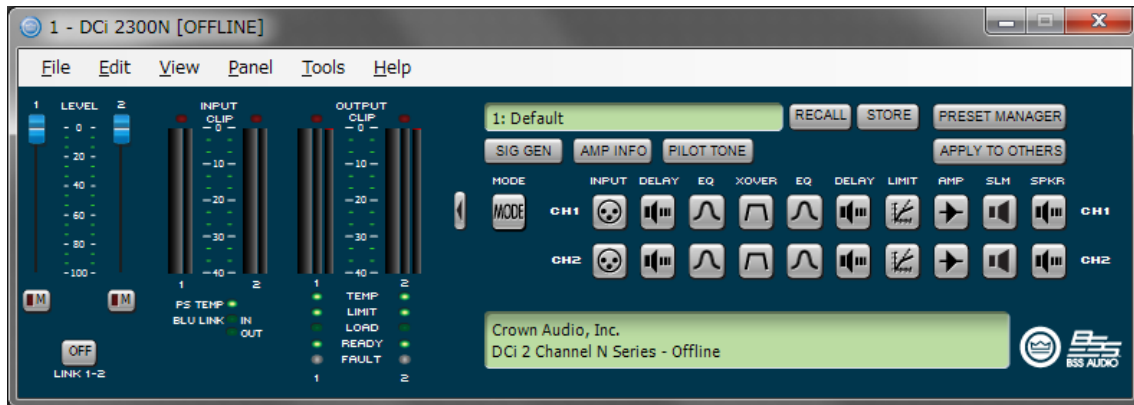 1 - DCi 2300N [OFFLINE]
File Edit View Panel Tools Help
1 LEVEL 2
- 0 -
- 20 -
- 40 -
- 60 -
- 80 -
-100 -
M M
OFF
LINK 1-2
INPUT
CLIP
-0-
-10-
-20-
-30-
-40-
1 2
PS TEMP
BLU LINK IN
OUT
OUTPUT
CLIP
-0-
-10-
-20-
-30-
-40-
1 2
TEMP
LIMIT
LOAD
READY
FAULT
1 2
1: Default RECALL STORE PRESET MANAGER
SIG GEN AMP INFO PILOT TONE APPLY TO OTHERS
MODE INPUT DELAY EQ XOVER EQ DELAY LIMIT AMP SLM SPKR
MODE CH1 CH1
CH2 CH2
Crown Audio, Inc.
DCi 2 Channel N Series - Offline
BSS
BSS AUDIO